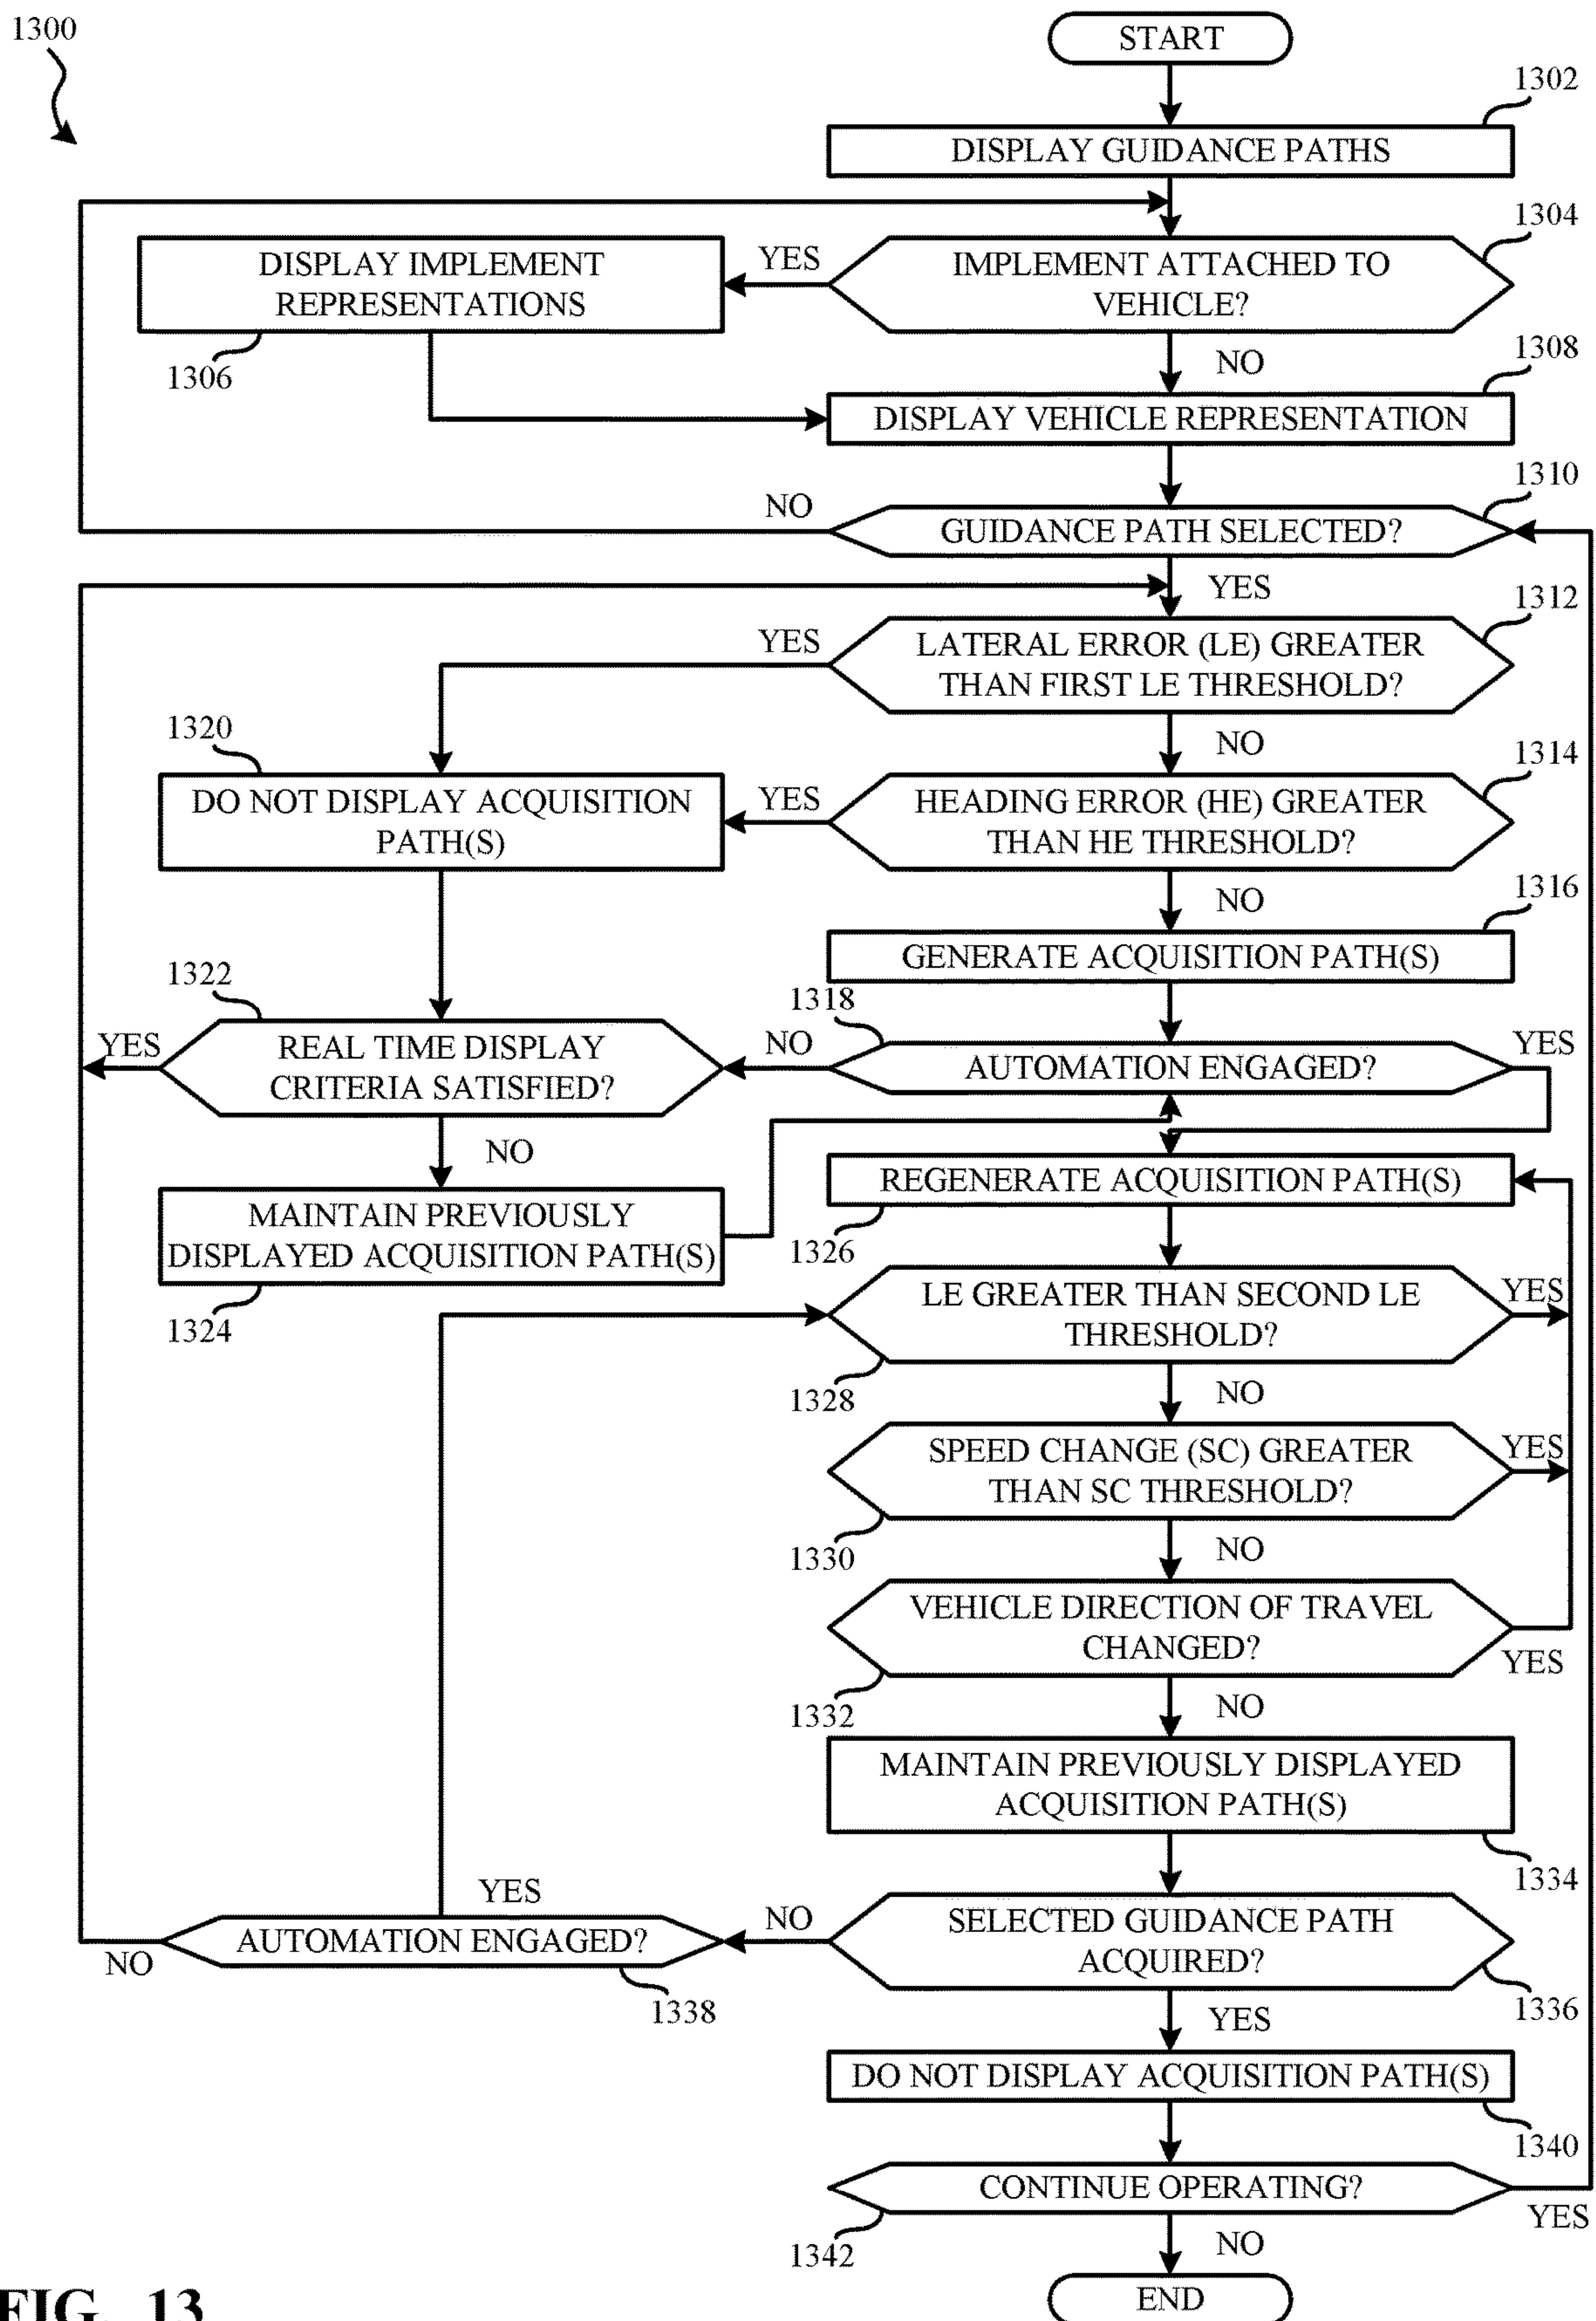 1300
START
1302
DISPLAY GUIDANCE PATHS
1304
IMPLEMENT ATTACHED TO
VEHICLE?
YES
DISPLAY IMPLEMENT
REPRESENTATIONS
1306
NO
1308
DISPLAY VEHICLE REPRESENTATION
1310
GUIDANCE PATH SELECTED?
NO
YES
1312
LATERAL ERROR (LE) GREATER
THAN FIRST LE THRESHOLD?
YES
NO
1314
HEADING ERROR (HE) GREATER
THAN HE THRESHOLD?
YES
1320
DO NOT DISPLAY ACQUISITION
PATH(S)
NO
1316
GENERATE ACQUISITION PATH(S)
1318
AUTOMATION ENGAGED?
YES
NO
1322
REAL TIME DISPLAY
CRITERIA SATISFIED?
YES
NO
MAINTAIN PREVIOUSLY
DISPLAYED ACQUISITION PATH(S)
1324
REGENERATE ACQUISITION PATH(S)
1326
LE GREATER THAN SECOND LE
THRESHOLD?
YES
1328
NO
SPEED CHANGE (SC) GREATER
THAN SC THRESHOLD?
YES
1330
NO
VEHICLE DIRECTION OF TRAVEL
CHANGED?
YES
1332
NO
MAINTAIN PREVIOUSLY DISPLAYED
ACQUISITION PATH(S)
1334
SELECTED GUIDANCE PATH
ACQUIRED?
1336
NO
YES
AUTOMATION ENGAGED?
NO
1338
YES
DO NOT DISPLAY ACQUISITION PATH(S)
1340
CONTINUE OPERATING?
YES
1342
NO
END
FIG. 13